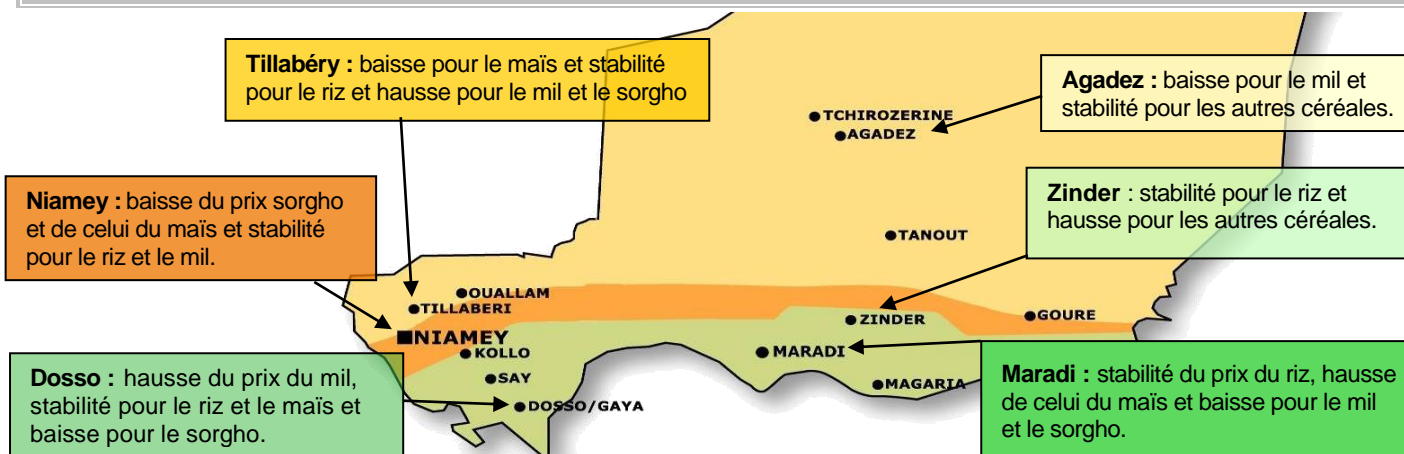 Tillabéry : baisse pour le maïs et stabilité
pour le riz et hausse pour le mil et le sorgho
Agadez : baisse pour le mil et
stabilité pour les autres céréales.
TCHIROZERINE
AGADEZ
Niamey : baisse du prix sorgho
et de celui du maïs et stabilité
pour le riz et le mil.
Zinder : stabilité pour le riz et
hausse pour les autres céréales.
TANOUT
OUALLAM
TILLABERI
NIAMEY
KOLLO
SAY
DOSSO/GAYA
ZINDER
GOURE
MARADI
MAGARIA
Dosso : hausse du prix du mil,
stabilité pour le riz et le maïs et
baisse pour le sorgho.
Maradi : stabilité du prix du riz, hausse
de celui du maïs et baisse pour le mil
et le sorgho.